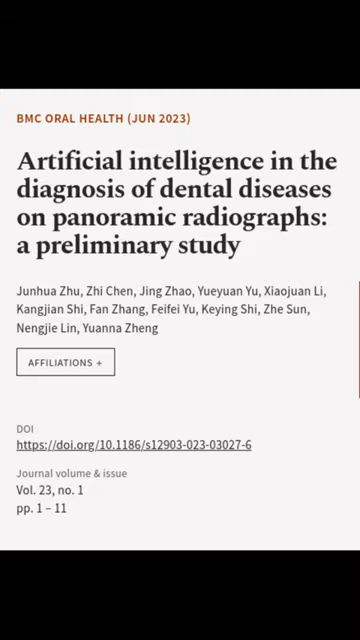 BMC ORAL HEALTH (JUN 2023)
Artificial intelligence in the
diagnosis of dental diseases
on panoramic radiographs:
a preliminary study
Junhua Zhu, Zhi Chen, Jing Zhao, Yueyuan Yu, Xiaojuan Li,
Kangjian Shi, Fan Zhang, Feifei Yu, Keying Shi, Zhe Sun,
Nengjie Lin, Yuanna Zheng
AFFILIATIONS +
DOI
https://doi.org/10.1186/s12903-023-03027-6
Journal volume & issue
Vol. 23, no. 1
pp. 1 – 11